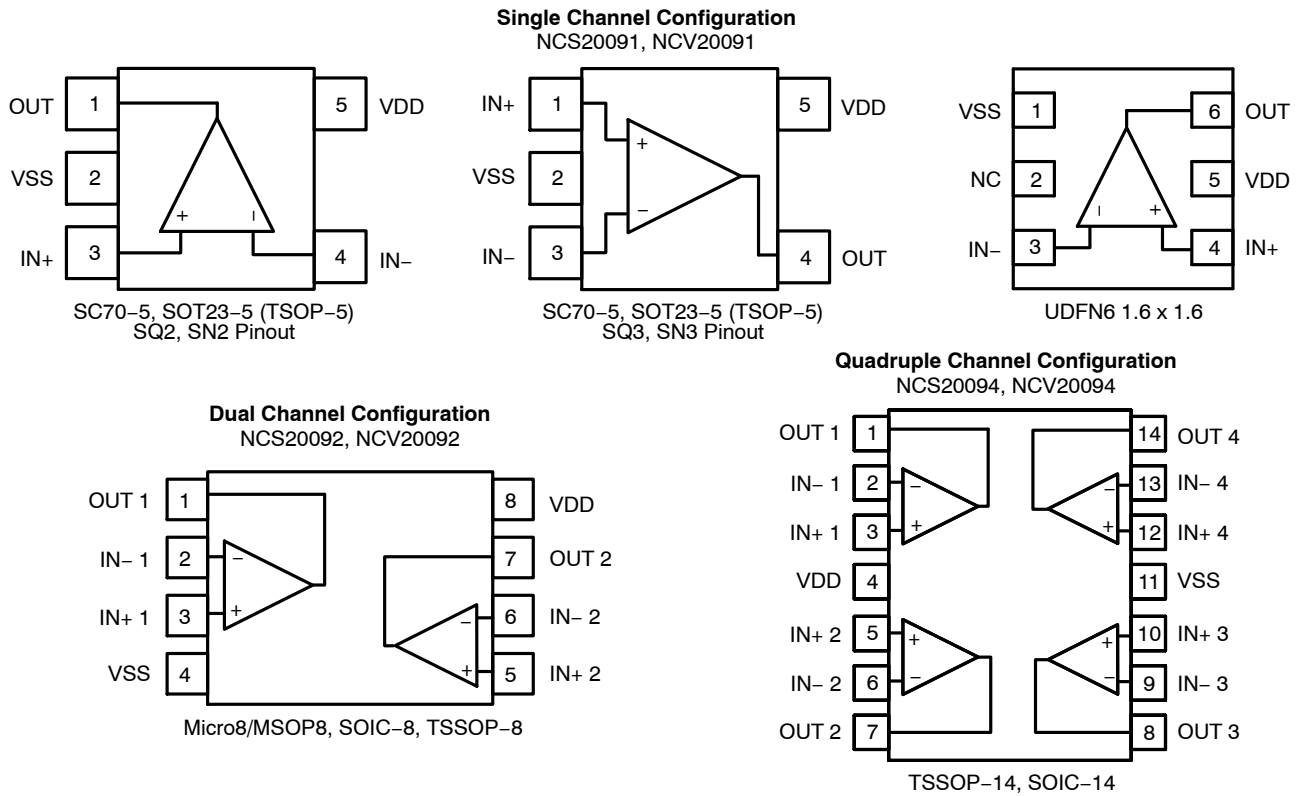 Single Channel Configuration
NCS20091, NCV20091
OUT 1
VSS 2
IN+ 3
5 VDD
4 IN−
+ −
SC70−5, SOT23−5 (TSOP−5)
SQ2, SN2 Pinout
IN+ 1
VSS 2
IN− 3
5 VDD
4 OUT
+
−
SC70−5, SOT23−5 (TSOP−5)
SQ3, SN3 Pinout
VSS 1
NC 2
IN− 3
6 OUT
5 VDD
4 IN+
− +
UDFN6 1.6 x 1.6
Dual Channel Configuration
NCS20092, NCV20092
OUT 1 1
IN− 1 2
IN+ 1 3
VSS 4
8 VDD
7 OUT 2
6 IN− 2
5 IN+ 2
−
+
−
+
Micro8/MSOP8, SOIC−8, TSSOP−8
Quadruple Channel Configuration
NCS20094, NCV20094
OUT 1 1
IN− 1 2
IN+ 1 3
VDD 4
IN+ 2 5
IN− 2 6
OUT 2 7
14 OUT 4
13 IN− 4
12 IN+ 4
11 VSS
10 IN+ 3
9 IN− 3
8 OUT 3
−
+
−
+
+
−
+
−
TSSOP−14, SOIC−14